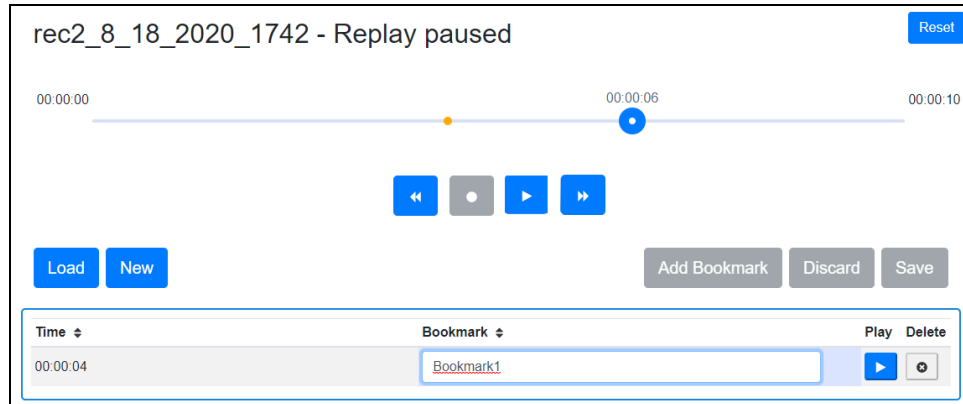 rec2_8_18_2020_1742 - Replay paused
Reset
00:00:00
00:00:06
00:00:10
Load New Add Bookmark Discard Save
Time Bookmark Play Delete
00:00:04 Bookmark1